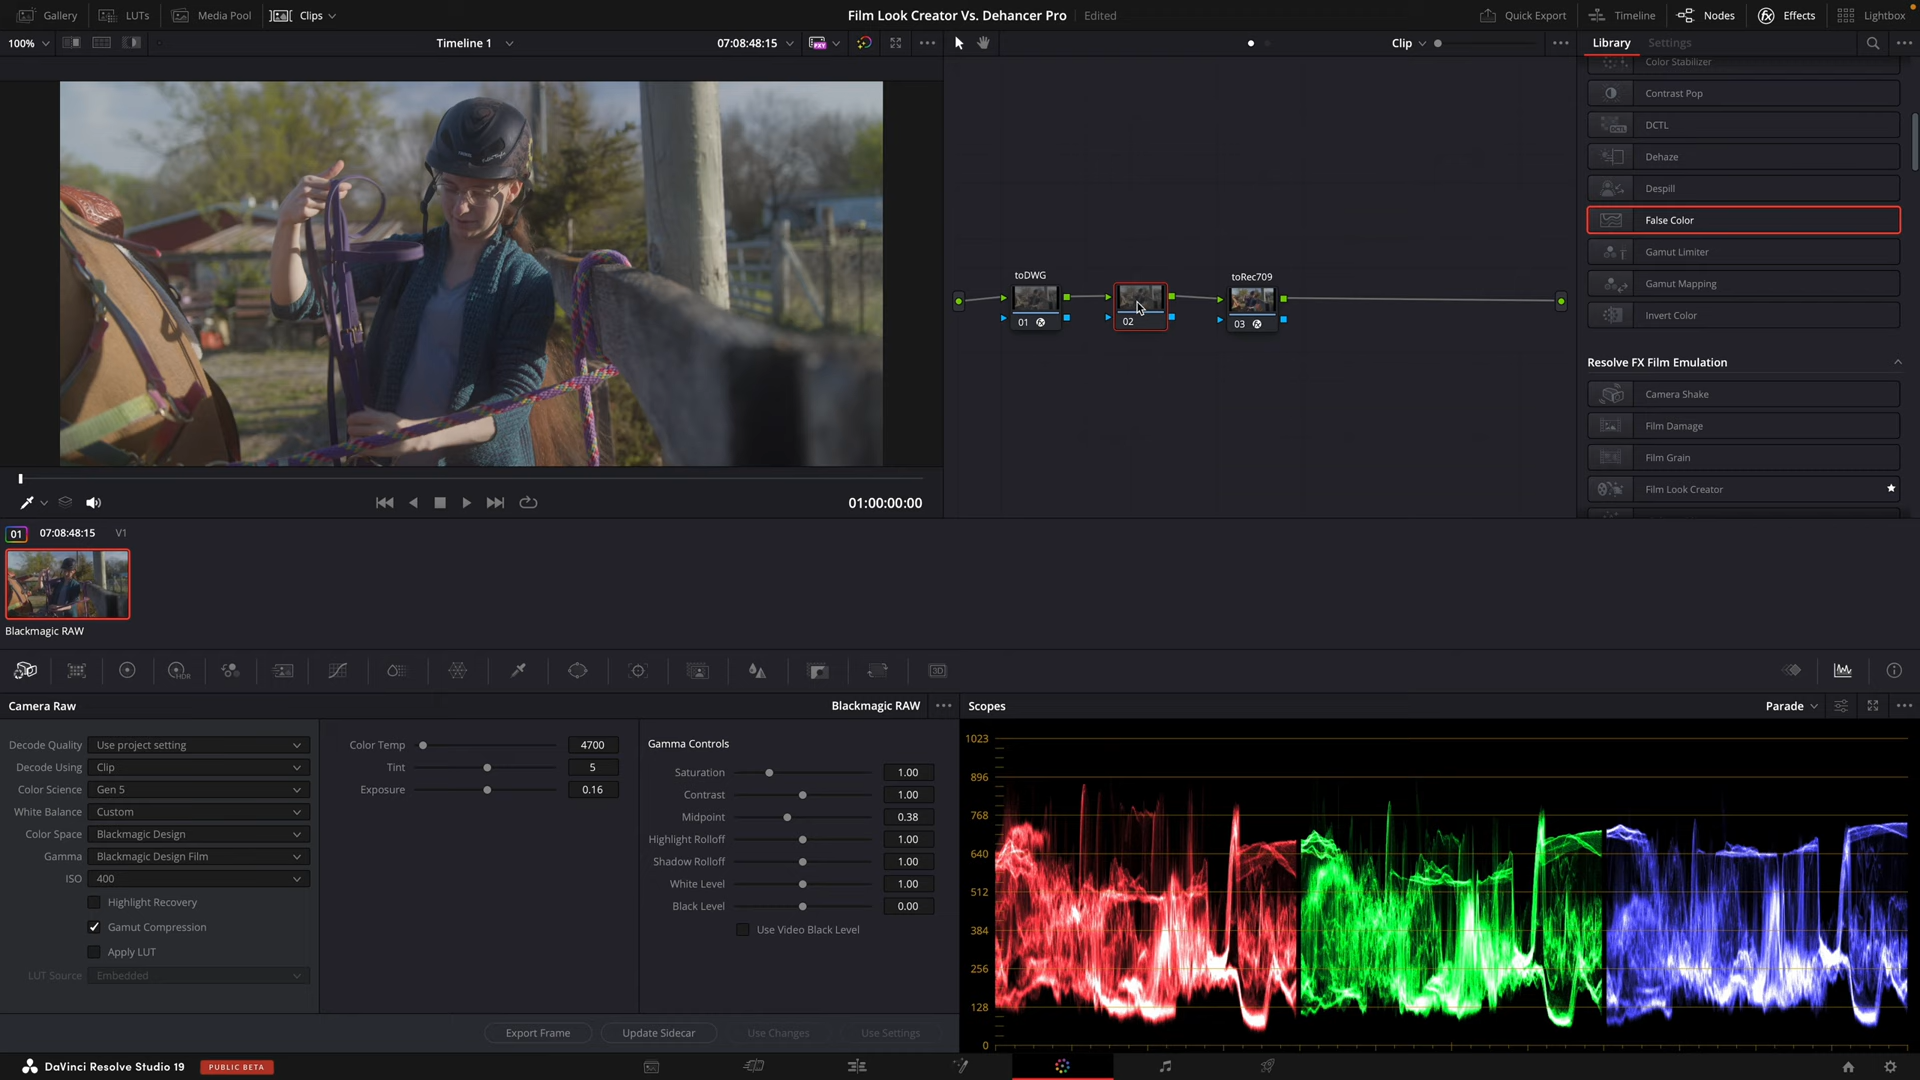 Gallery LUTs Media Pool Clips Film Look Creator Vs. Dehancer Pro Edited Quick Export Timeline Nodes Effects Lightbox
100% Timeline 1 07:08:48:15 PXY Clip Library Settings
Color Stabilizer
Contrast Pop
DCTL
Dehaze
Despill
False Color
Gamut Limiter
Gamut Mapping
Invert Color
Resolve FX Film Emulation
Camera Shake
Film Damage
Film Grain
Film Look Creator
toDWG toRec709
01 02 03
01:00:00:00
01 07:08:48:15 V1
Blackmagic RAW
HDR 3D
Camera Raw Blackmagic RAW
Decode Quality Use project setting
Decode Using Clip
Color Science Gen 5
White Balance Custom
Color Space Blackmagic Design
Gamma Blackmagic Design Film
ISO 400
Highlight Recovery
Gamut Compression
Apply LUT
LUT Source Embedded
Color Temp 4700
Tint 5
Exposure 0.16
Gamma Controls
Saturation 1.00
Contrast 1.00
Midpoint 0.38
Highlight Rolloff 1.00
Shadow Rolloff 1.00
White Level 1.00
Black Level 0.00
Use Video Black Level
Export Frame Update Sidecar Use Changes Use Settings
Scopes Parade
1023
896
768
640
512
384
256
128
0
DaVinci Resolve Studio 19 PUBLIC BETA